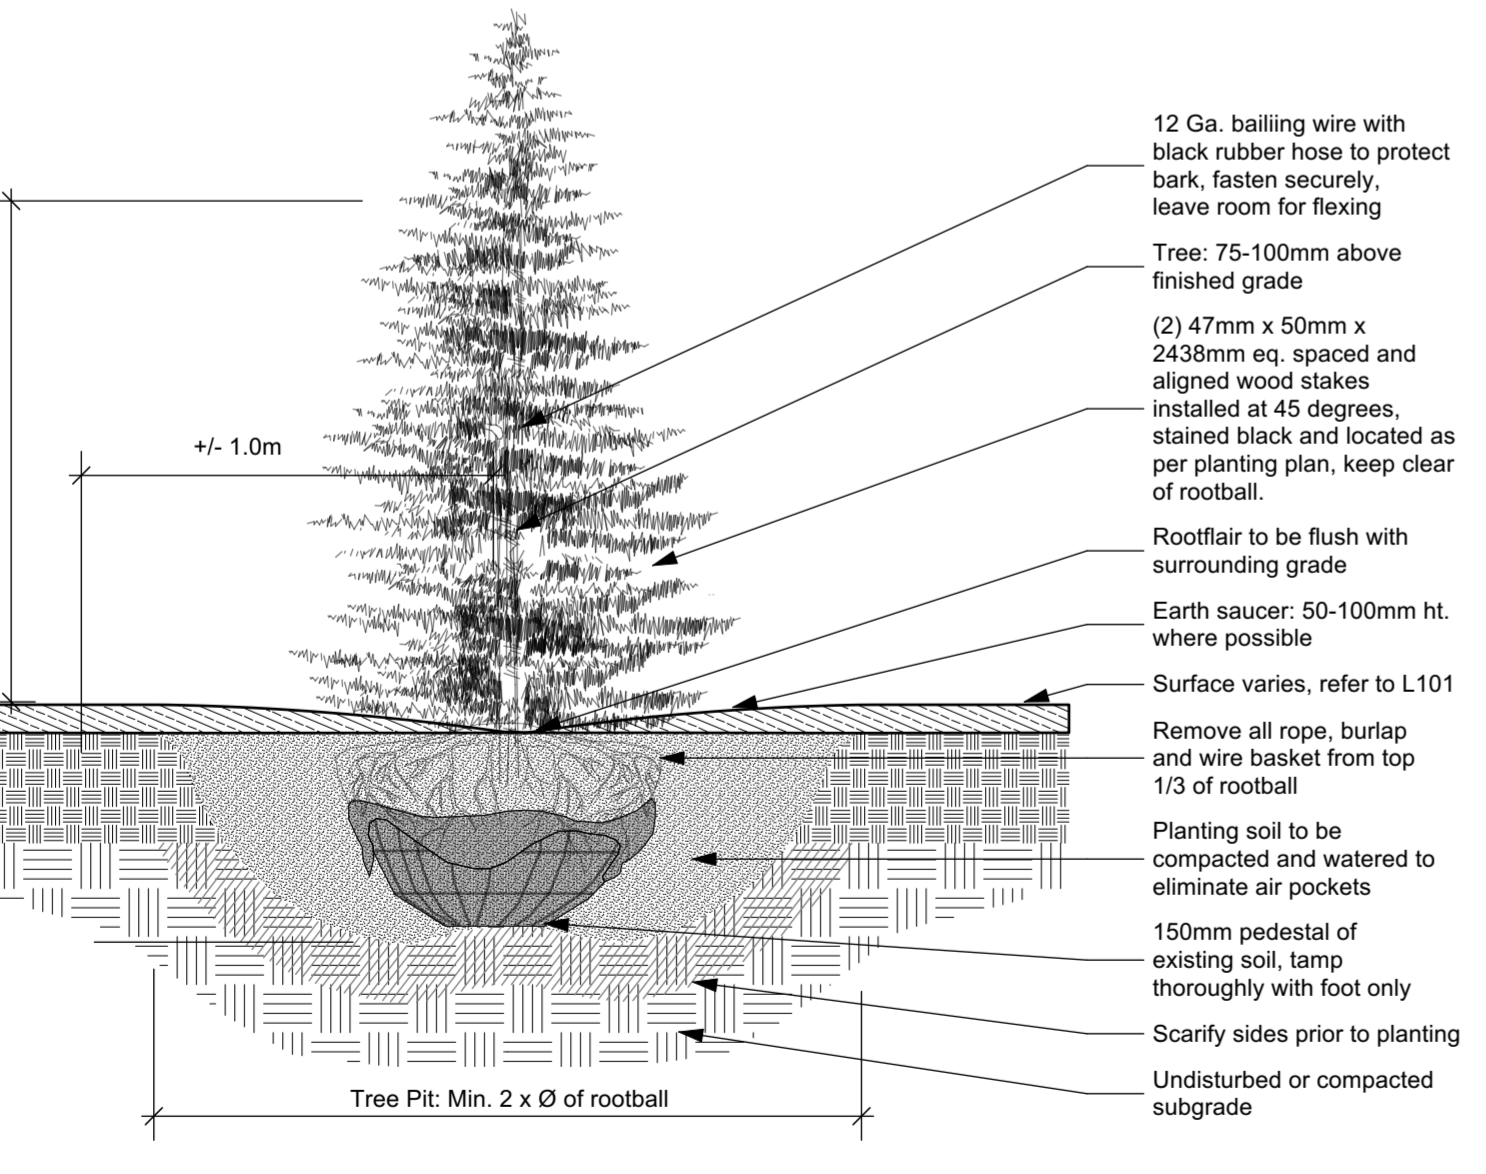 12 Ga. bailiing wire with
black rubber hose to protect
bark, fasten securely,
leave room for flexing
Tree: 75-100mm above
finished grade
(2) 47mm x 50mm x
2438mm eq. spaced and
aligned wood stakes
installed at 45 degrees,
stained black and located as
per planting plan, keep clear
of rootball.
+/- 1.0m
Rootflair to be flush with
surrounding grade
Earth saucer: 50-100mm ht.
where possible
Surface varies, refer to L101
Remove all rope, burlap
and wire basket from top
1/3 of rootball
Planting soil to be
compacted and watered to
eliminate air pockets
150mm pedestal of
existing soil, tamp
thoroughly with foot only
Scarify sides prior to planting
Undisturbed or compacted
subgrade
Tree Pit: Min. 2 x Ø of rootball